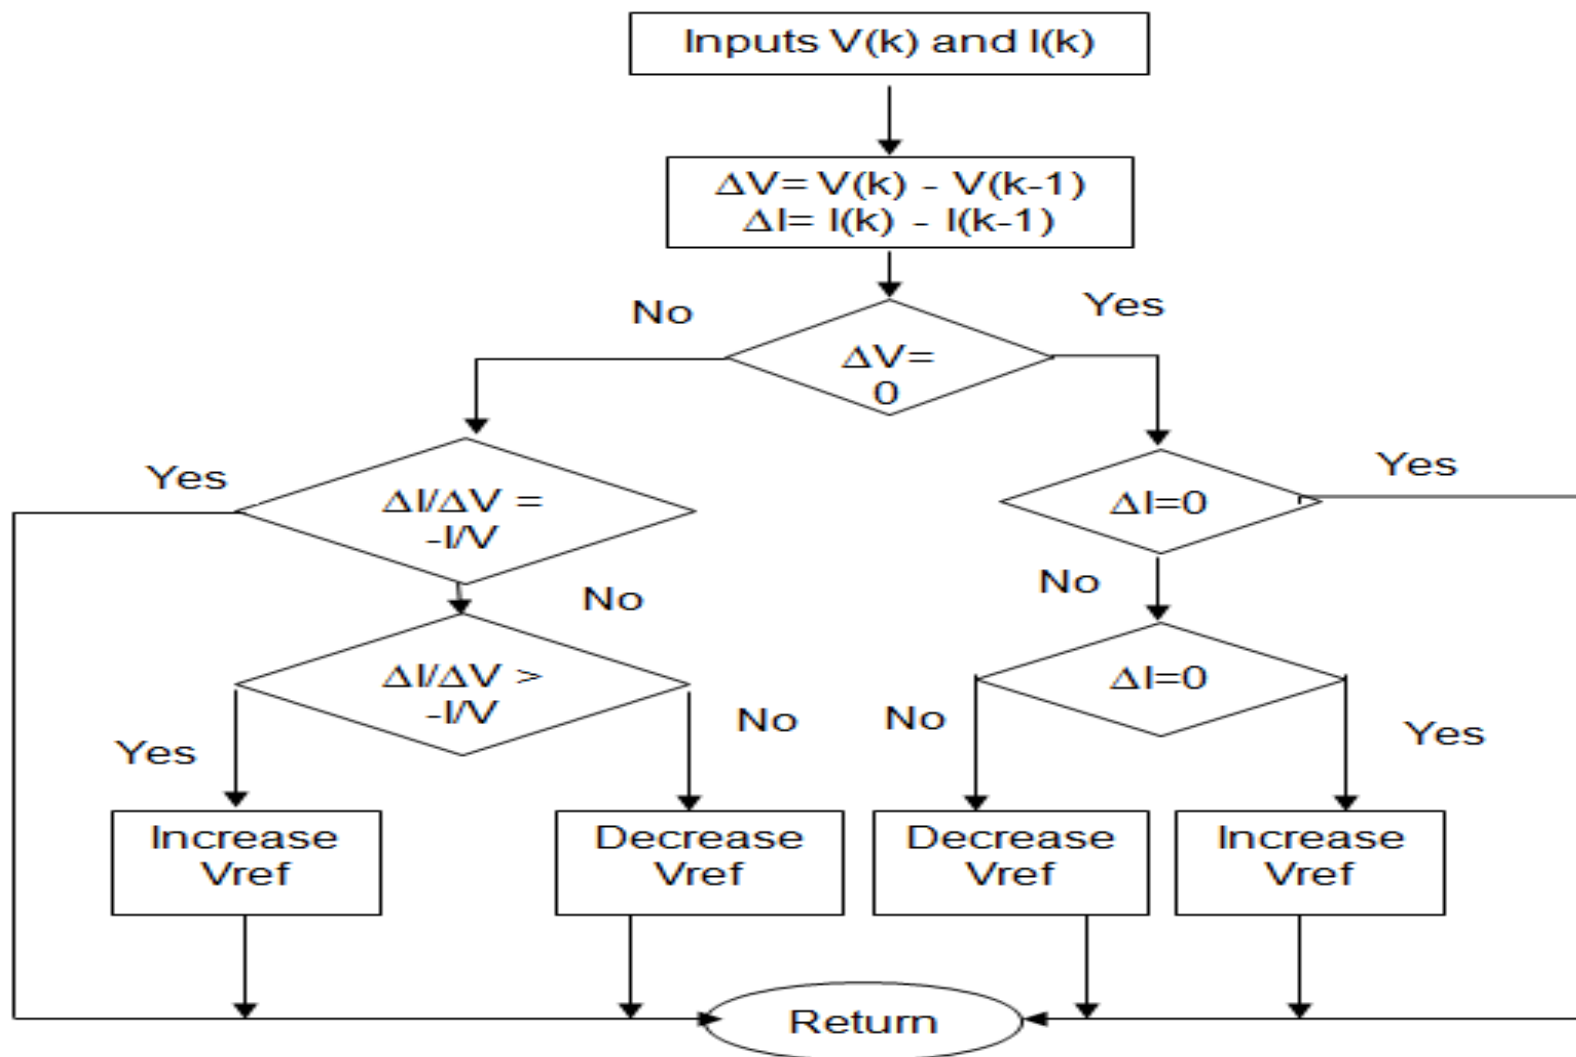 Inputs V(k) and I(k)
ΔV= V(k) - V(k-1)
ΔI= I(k) - I(k-1)
No
Yes
ΔV=
0
Yes
ΔI/ΔV =
-I/V
No
ΔI=0
Yes
No
ΔI/ΔV >
-I/V
Yes
No
ΔI=0
No
Yes
Increase
Vref
Decrease
Vref
Decrease
Vref
Increase
Vref
Return